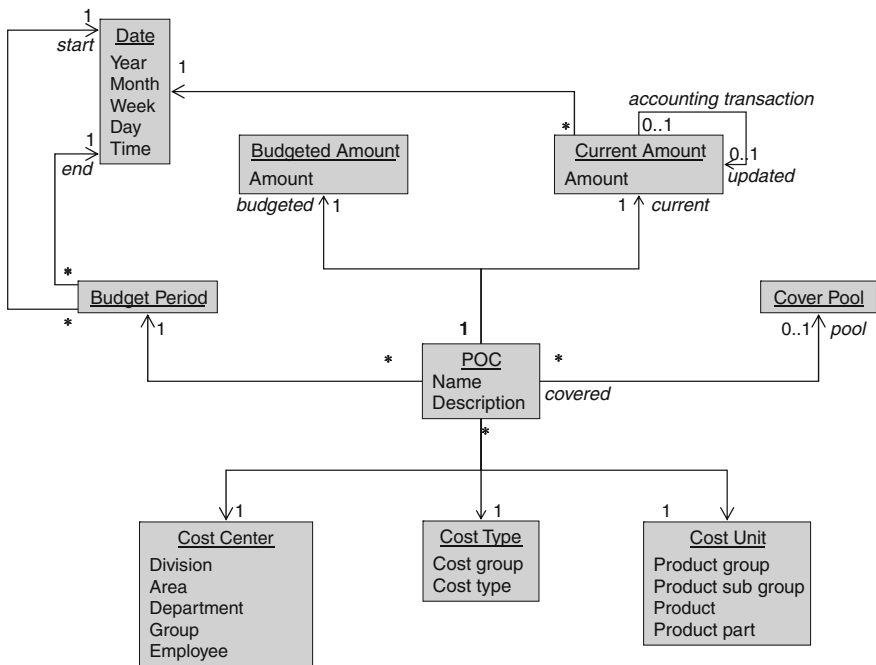 1
start
Date
Year
Month
Week
Day
Time
1
end
1
accounting transaction
0..1
*
Budgeted Amount
Amount
budgeted
1
Current Amount
Amount
0..1
updated
1
current
*
Budget Period
*
1
Cover Pool
0..1
pool
1
*
POC
Name
Description
*
covered
*
1
Cost Center
Division
Area
Department
Group
Employee
1
Cost Type
Cost group
Cost type
1
Cost Unit
Product group
Product sub group
Product
Product part